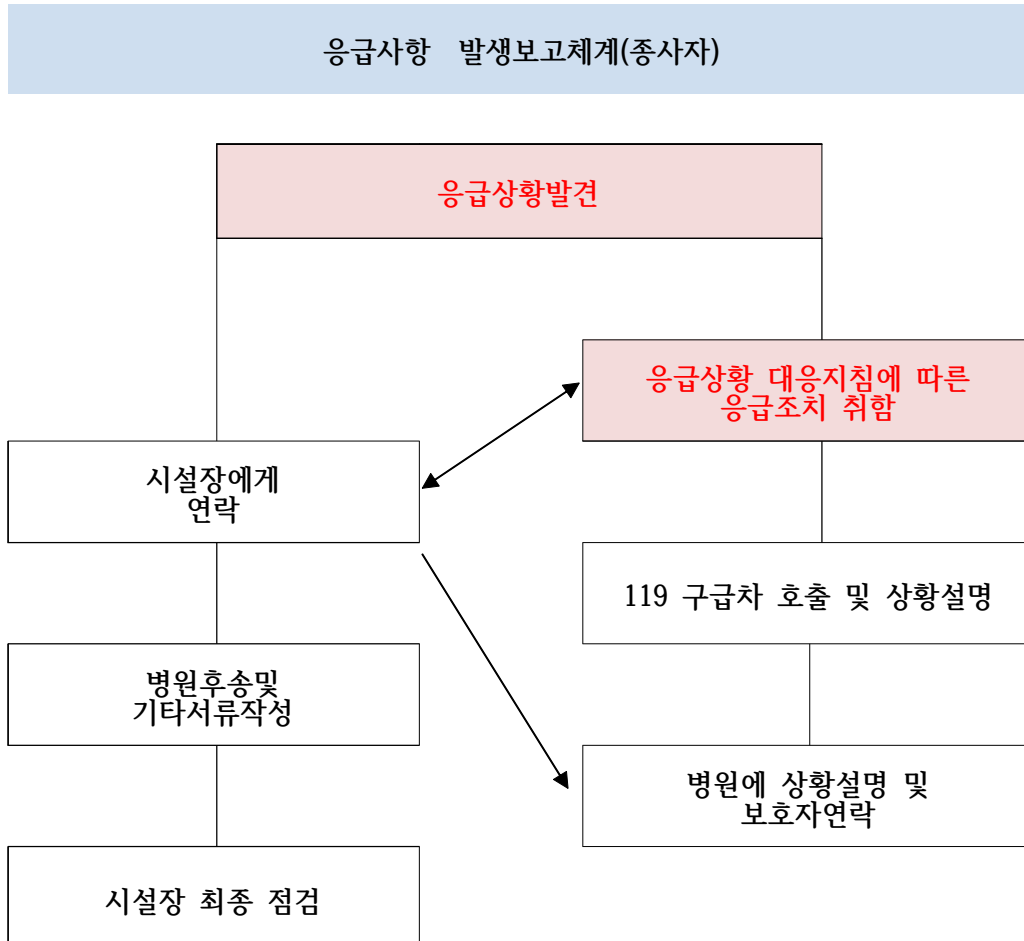 응급사항 발생보고체계(종사자)
응급상황발견
응급상황 대응지침에 따른
응급조치 취함
시설장에게
연락
119 구급차 호출 및 상황설명
병원후송및
기타서류작성
병원에 상황설명 및
보호자연락
시설장 최종 점검